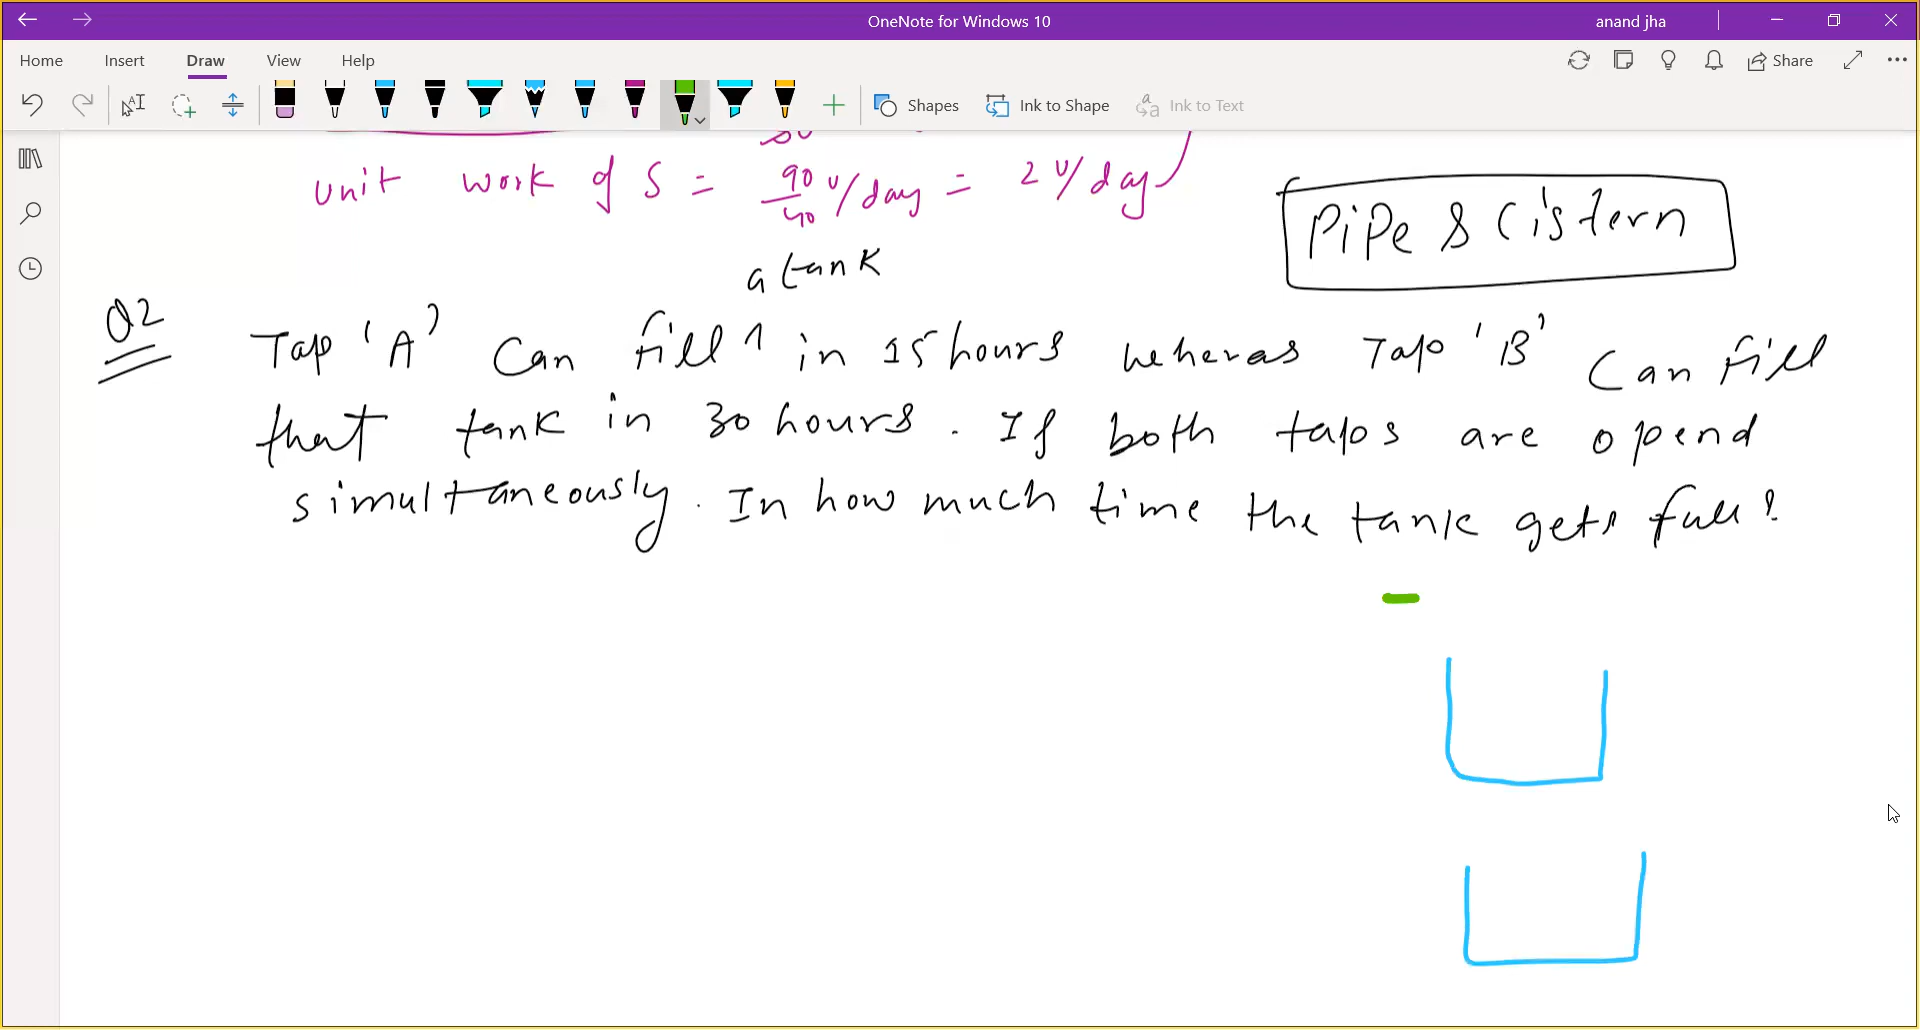 OneNote for Windows 10
anand jha
Home Insert Draw View Help
Share
Shapes Ink to Shape Ink to Text
unit work of S = 90/40 u/day = 2 u/day
Pipe & Cistern
a tank
Q2 Tap 'A' Can fill ^ in 15 hours wheras Tap 'B' Can Fill
that tank in 30 hours. If both taps are opend
simultaneously. In how much time the tank gets full?